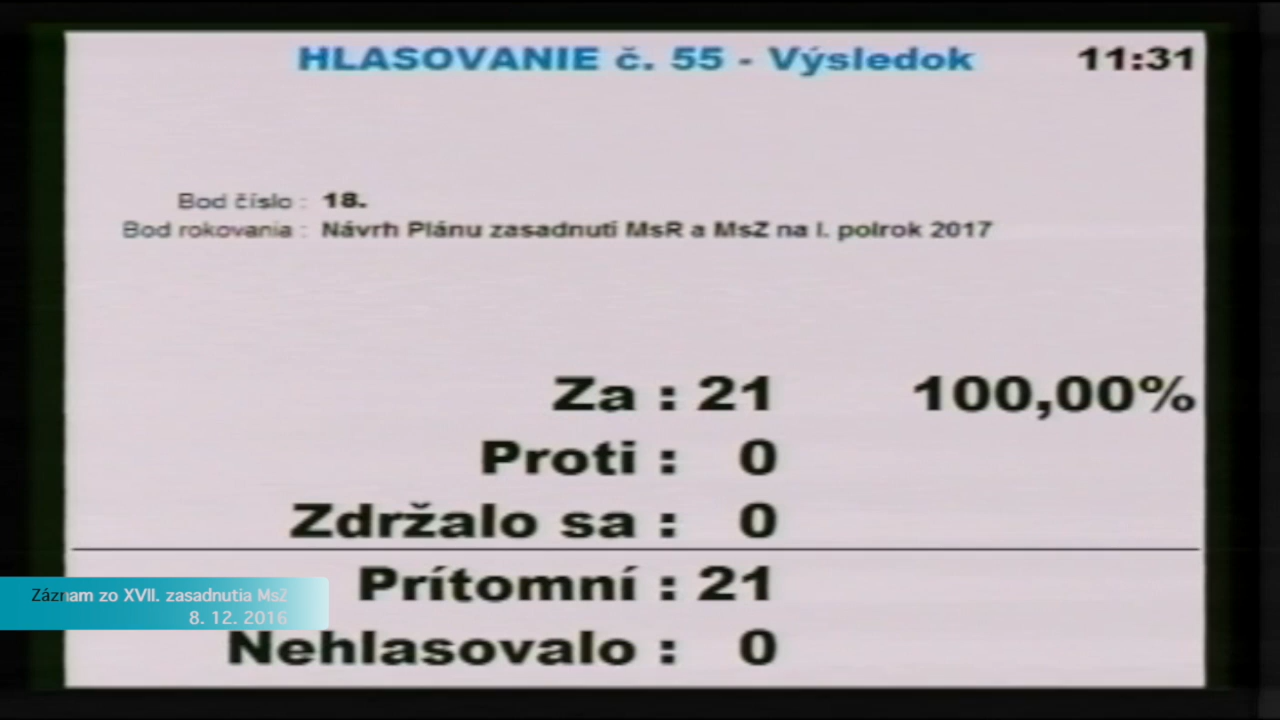 HLASOVANIE č. 55 - Výsledok 11:31
Bod číslo : 18.
Bod rokovania : Návrh Plánu zasadnutí MsR a MsZ na I. polrok 2017
Za : 21 100,00%
Proti : 0
Zdržalo sa : 0
Prítomní : 21
Nehlasovalo : 0
Záznam zo XVII. zasadnutia MsZ
8. 12. 2016